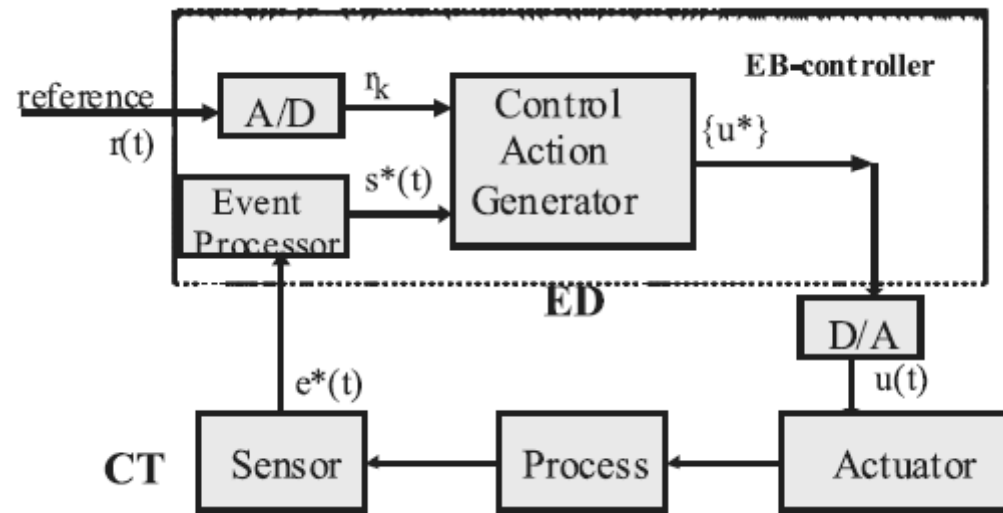 EB-controller
reference
r(t)
A/D
r_k
Control
Action
Generator
{u*}
Event
Processor
s*(t)
ED
D/A
e*(t)
u(t)
CT
Sensor
Process
Actuator